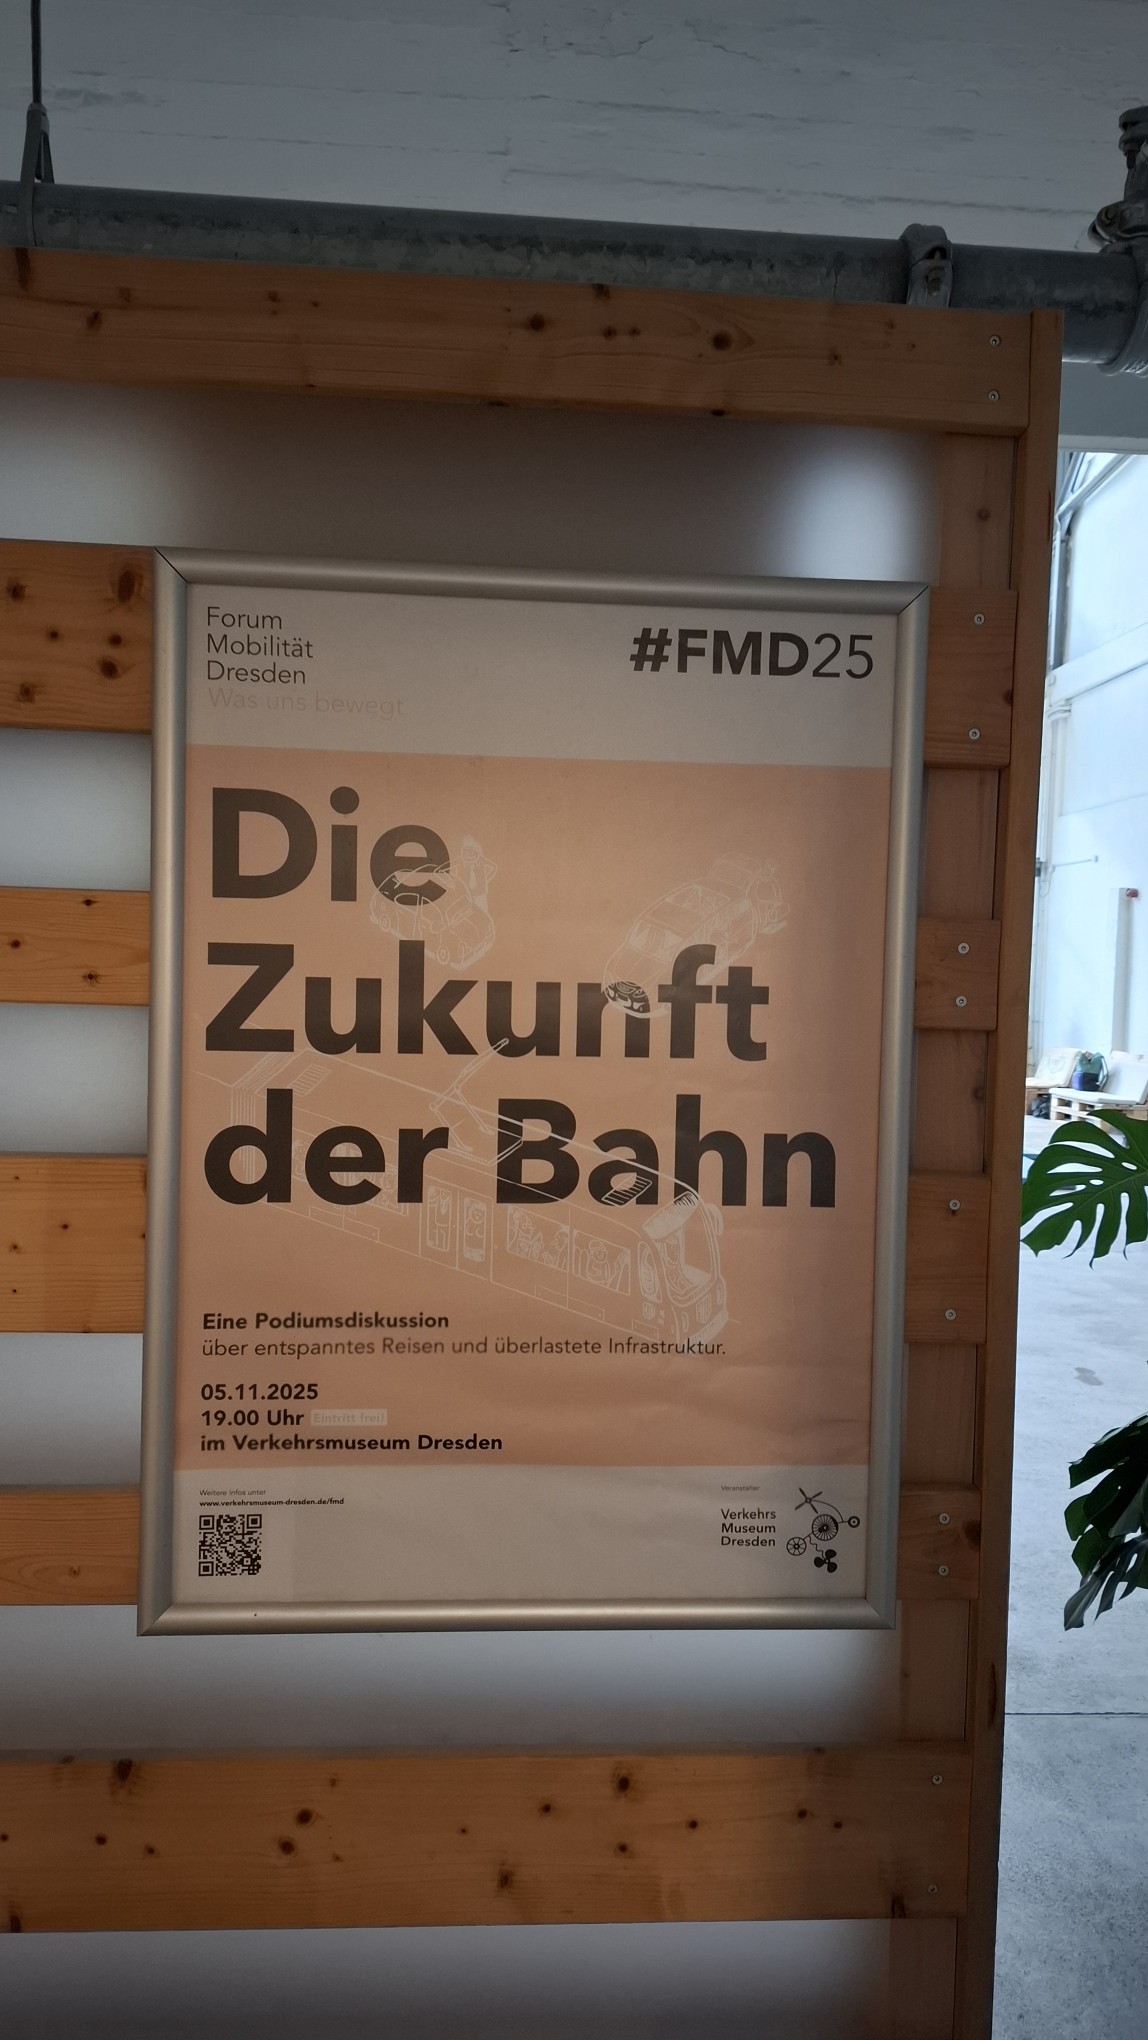 Forum
Mobilität
Dresden
Was uns bewegt
#FMD25
Die
Zukunft
der Bahn
Eine Podiumsdiskussion
über entspanntes Reisen und überlastete Infrastruktur.
05.11.2025
19.00 Uhr Eintritt frei!
im Verkehrsmuseum Dresden
Weitere Infos unter
www.verkehrsmuseum-dresden.de/fmd
Veranstalter
Verkehrs
Museum
Dresden